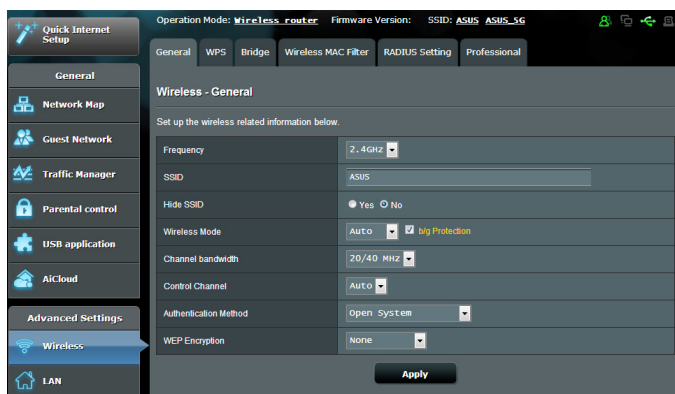 Quick Internet
Setup
Operation Mode: Wireless router Firmware Version: SSID: ASUS ASUS_5G
General WPS Bridge Wireless MAC Filter RADIUS Setting Professional
General
Network Map
Guest Network
Traffic Manager
Parental control
USB application
AiCloud
Advanced Settings
Wireless
LAN
Wireless - General
Set up the wireless related information below.
Frequency 2.4GHz
SSID ASUS
Hide SSID Yes No
Wireless Mode Auto b/g Protection
Channel bandwidth 20/40 MHz
Control Channel Auto
Authentication Method Open System
WEP Encryption None
Apply